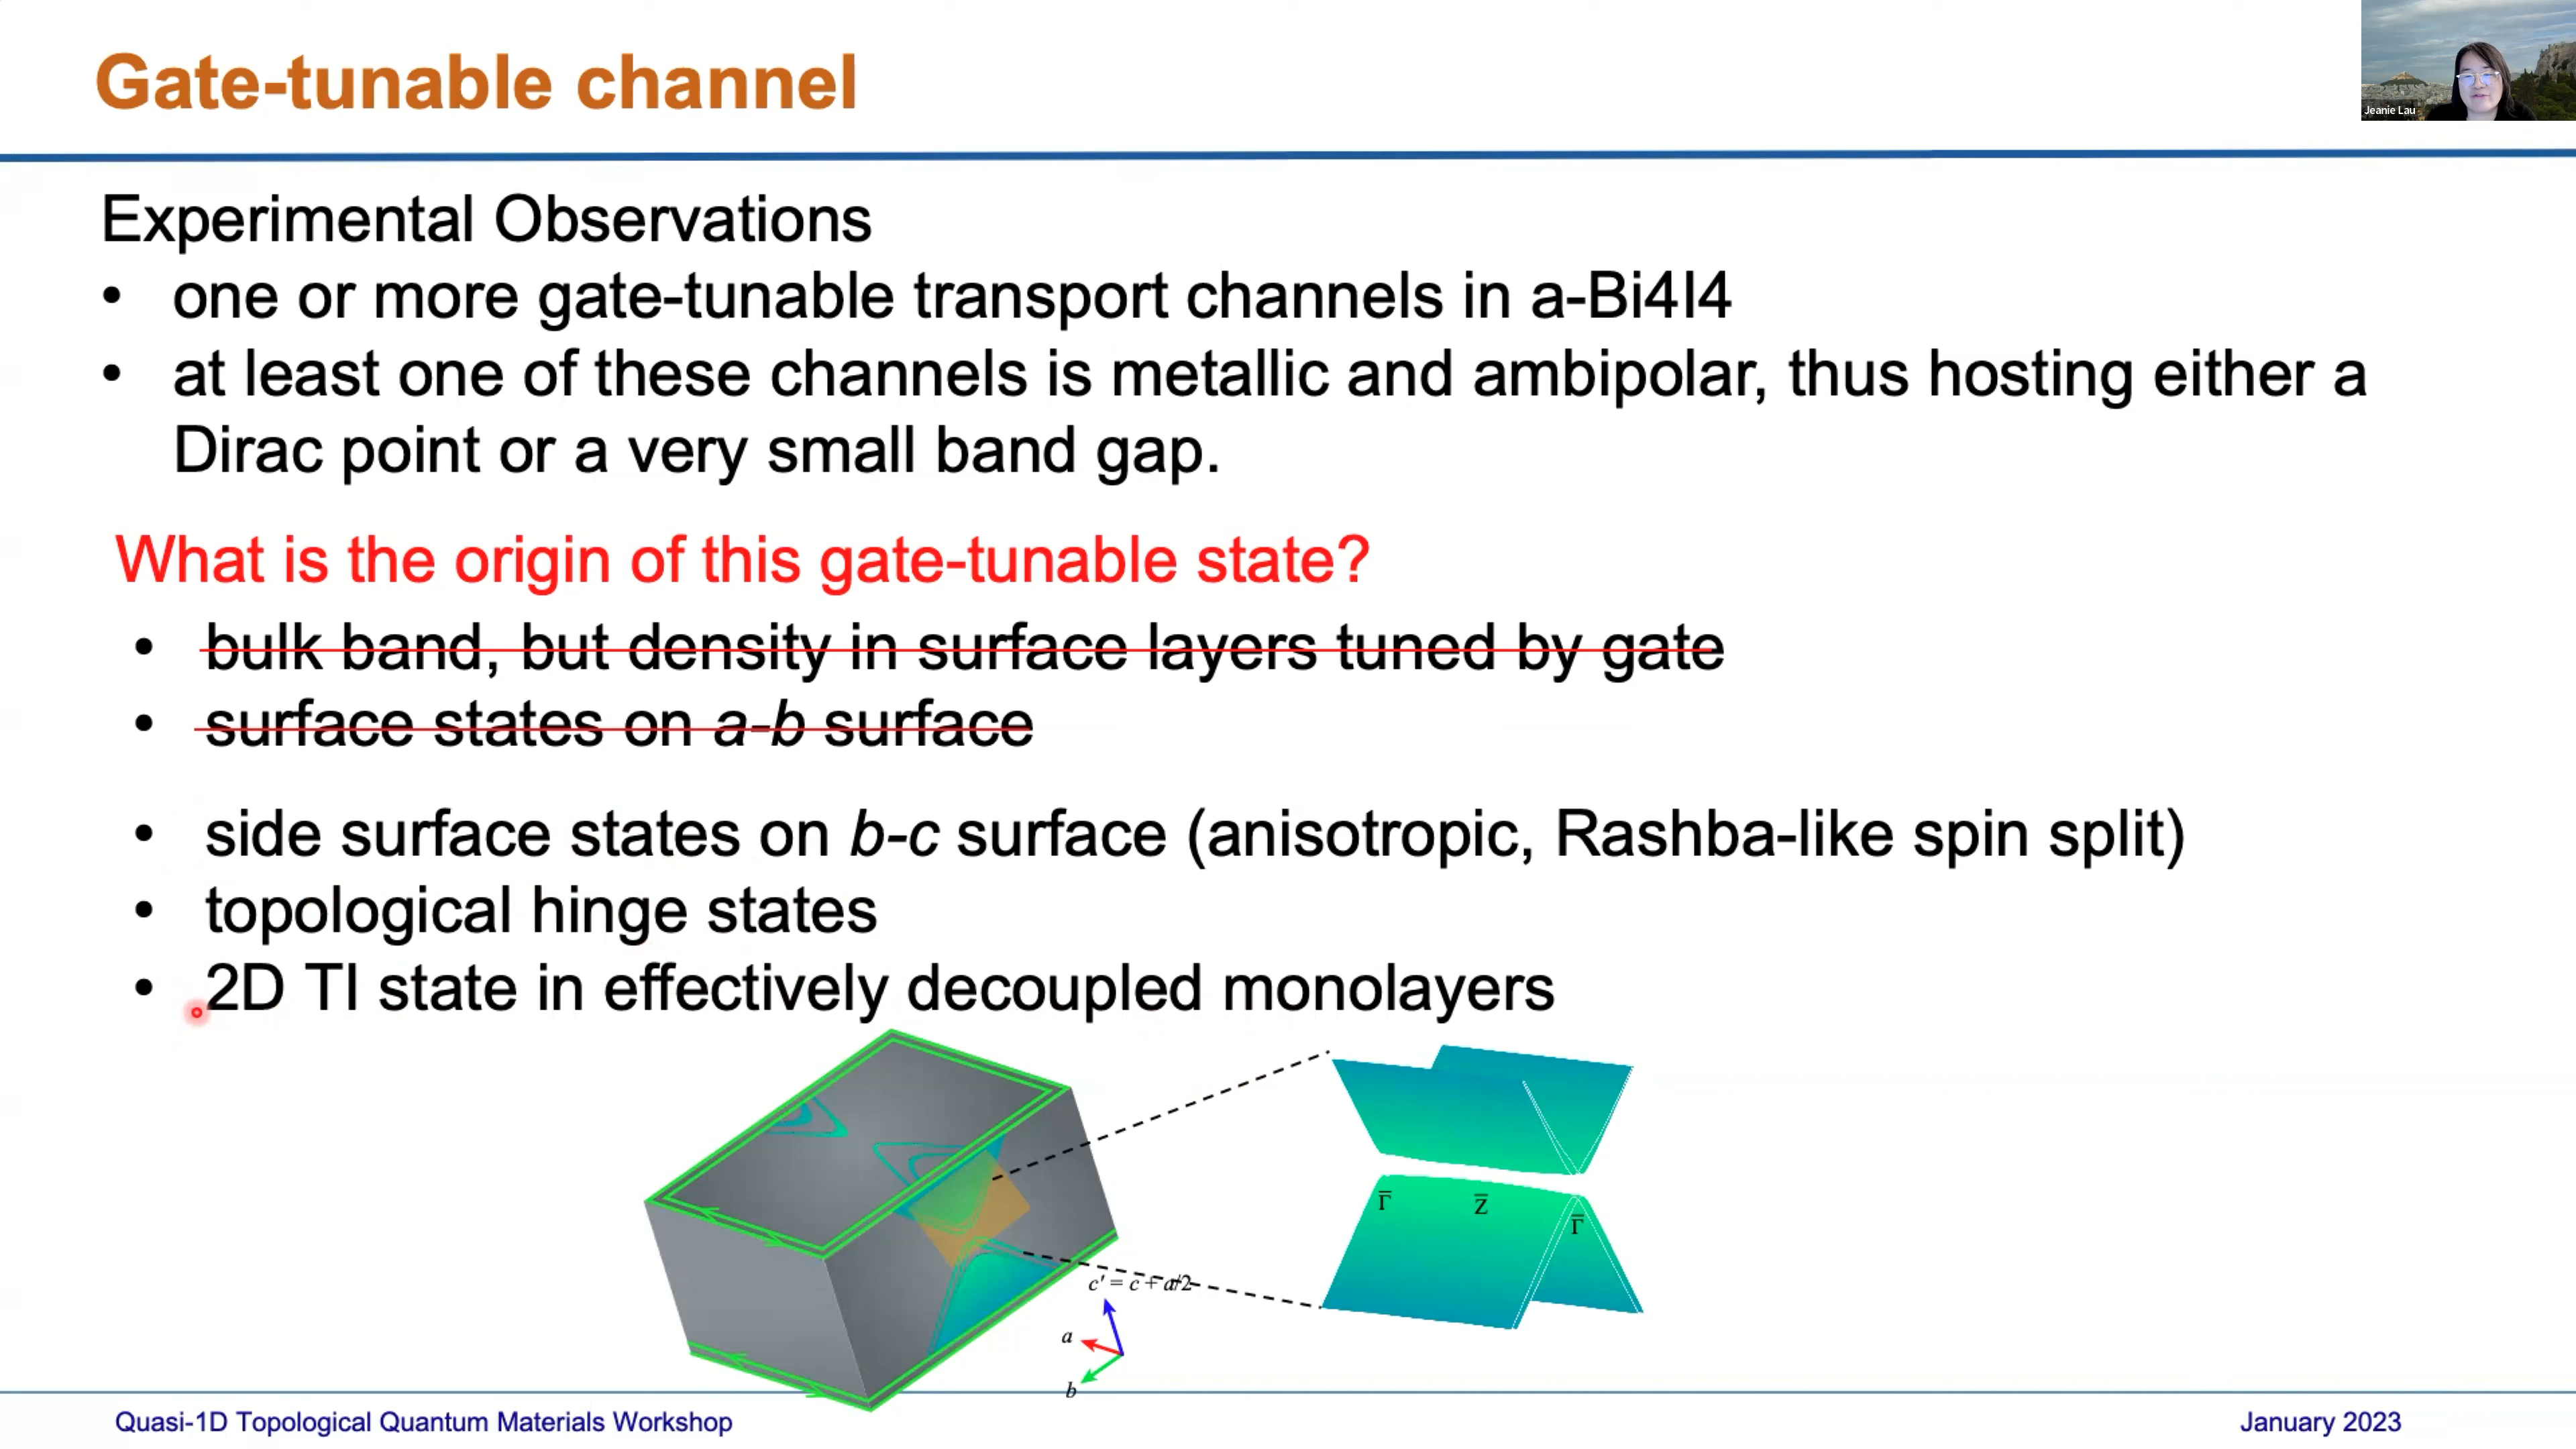 Gate-tunable channel
Jeanie Lau
Experimental Observations
• one or more gate-tunable transport channels in a-Bi4I4
• at least one of these channels is metallic and ambipolar, thus hosting either a
Dirac point or a very small band gap.
What is the origin of this gate-tunable state?
• bulk band, but density in surface layers tuned by gate
• surface states on a-b surface
• side surface states on b-c surface (anisotropic, Rashba-like spin split)
• topological hinge states
• 2D TI state in effectively decoupled monolayers
Γ̅ Z̅ Γ̅
c' = c + a/2
a
b
Quasi-1D Topological Quantum Materials Workshop
January 2023